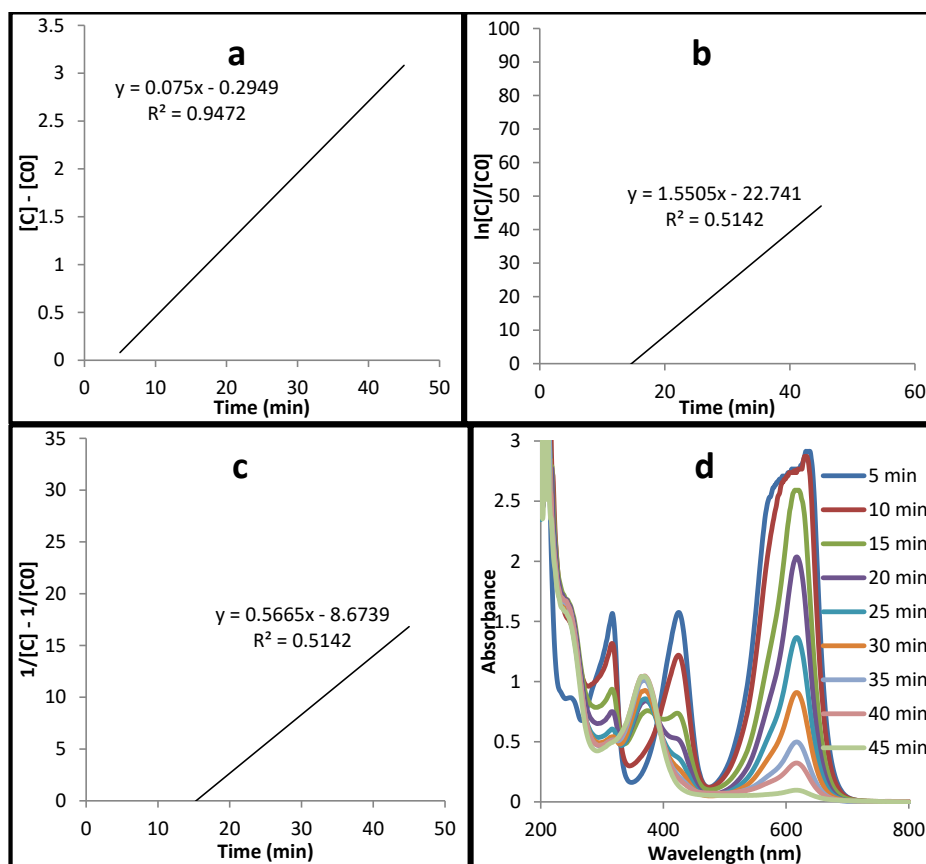 a
y = 0.075x - 0.2949
R² = 0.9472
[C] - [C0]
3.5
3
2.5
2
1.5
1
0.5
0
0 10 20 30 40 50
Time (min)
b
y = 1.5505x - 22.741
R² = 0.5142
ln[C]/[C0]
100
90
80
70
60
50
40
30
20
10
0
0 20 40 60
Time (min)
c
y = 0.5665x - 8.6739
R² = 0.5142
1/[C] - 1/[C0]
35
30
25
20
15
10
5
0
0 10 20 30 40 50
Time (min)
d
Absorbance
3
2.5
2
1.5
1
0.5
0
200 400 600 800
Wavelength (nm)
5 min
10 min
15 min
20 min
25 min
30 min
35 min
40 min
45 min